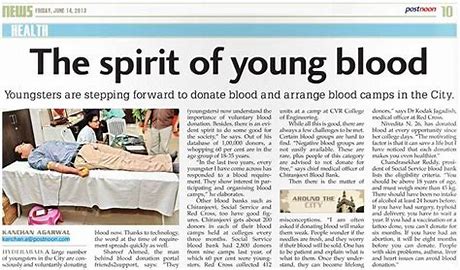 NEWS FRIDAY, JUNE 14, 2013
postnoon 10
HEALTH
The spirit of young blood
Youngsters are stepping forward to donate blood and arrange blood camps in the City.
KANCHAN AGARWAL
kanchan.a@postnoon.com
HYDERABAD: A large number of youngsters in the City are consciously and voluntarily donating
blood now. Thanks to technology,
the word at the time of requirement spreads quickly as well.
Shareef Ahmed, the man
behind blood donation portal
friends2support, says: "They
(youngsters) now understand the
importance of voluntary blood
donation. Besides, there is an evident spirit to do some good for the
society," he says. Out of his
database of 1,00,000 donors, a
whopping 60 per cent are in the
age group of 18-35 years.
"In the last two years, every
youngster I have come across has
responded to a blood requirement,
organising blood camps," he
elaborates.
Other blood banks such as
Chiranjeevi, Social Service and
Red Cross, too have good figures. Chiranjeevi gets about 200
donors in each of their blood
camps held at colleges every
three months. Social Service
bank had 2,800 donors
camps last year, of
which 60 per cent were youngsters. Red Cross collected 412
units at a camp at CVR College
of Engineering.
While all this is good, there are
always a few challenges to be met.
Certain blood groups are hard to
find. "Negative blood groups are
not easily available. These are
rare, plus people of this category
are advised to not donate for
free," says chief medical officer of
Chiranjeevi Blood Bank.
Then there is the matter of
AROUND THE
CITY
misconceptions. "I am often
asked if donating blood will make
them weak. People wonder if the
needles are fresh, and they worry
if their blood will be sold. One has
to be patient and explain what is
what to them. Once they understand, they can become lifelong
donors," says Dr Kodak Jagadish,
medical officer at Red Cross.
Nivedita N, 26, has donated
blood at every opportunity since
her college days. "The motivating
factor is that it can save a life but I
have noticed that each donation
makes you even healthier."
Chandrasekhar Reddy, president of Social Service Blood bank
lists the eligibility criteria. "You
should be above 18 years of age,
and must weigh more than 45 kg.
There should have been no intake
of alcohol at least 24 hours before.
If you have had surgery, typhoid
and delivery, you have to wait a
year. If you had a vaccination or a
tattoo done, you can't donate for
six months. If you have had an
abortion, it will be eight months
before you can donate. People
with skin problems, asthma, liver
and heart issues can avoid blood